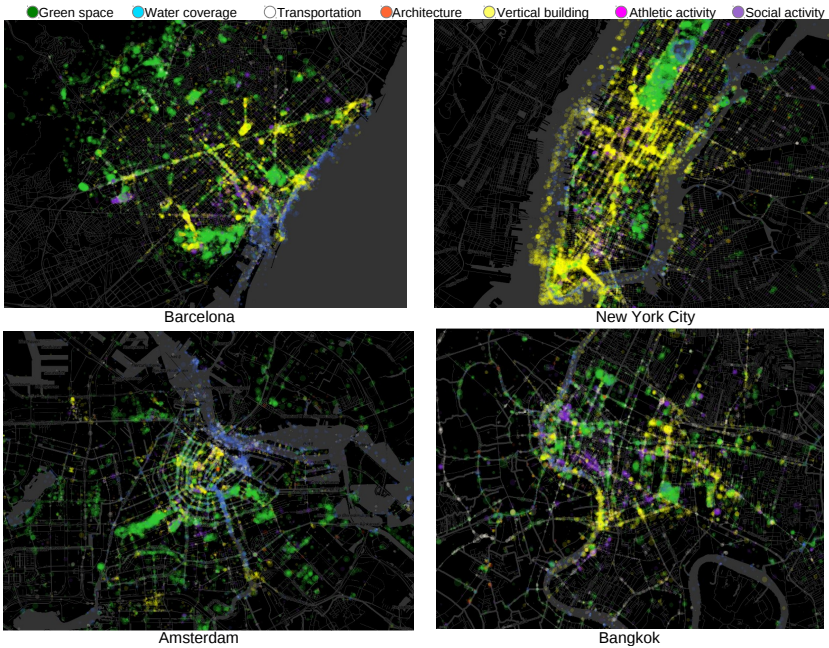 Green space Water coverage Transportation Architecture Vertical building Athletic activity Social activity
Barcelona
New York City
Amsterdam
Bangkok